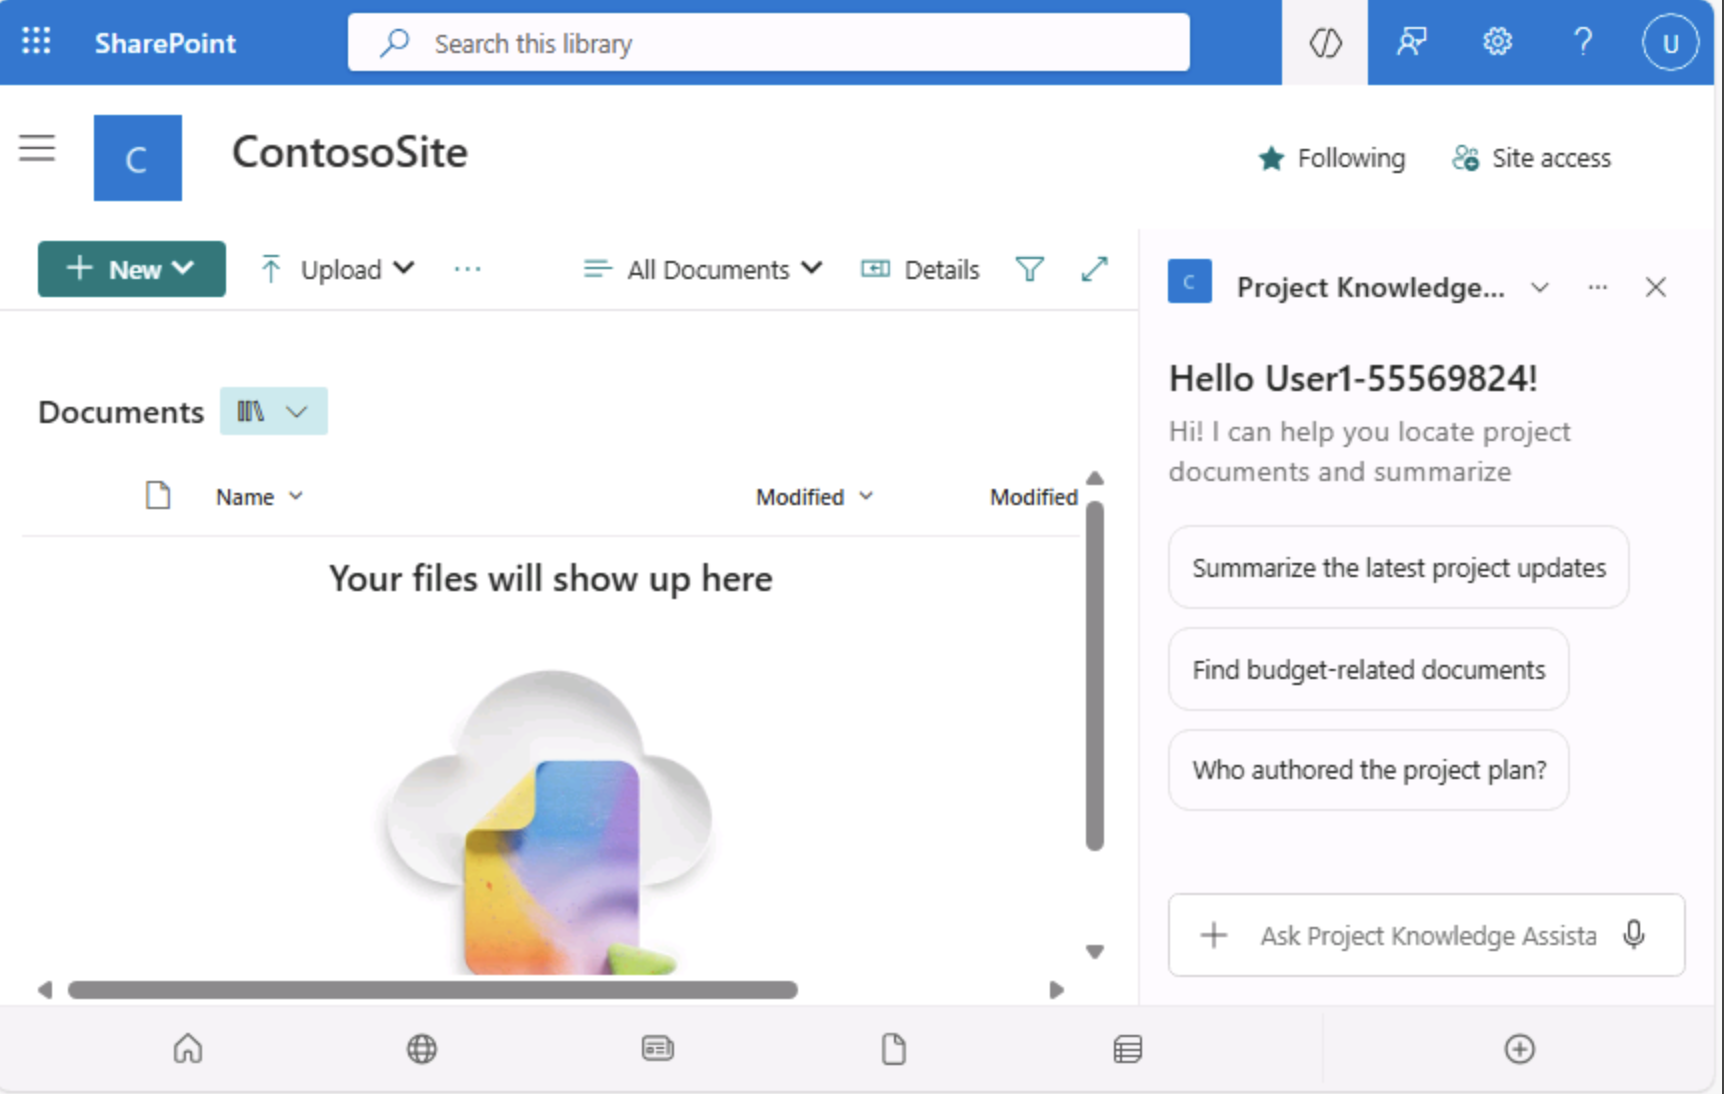 SharePoint
Search this library
U
C
ContosoSite
Following
Site access
New
Upload
...
All Documents
Details
C
Project Knowledge...
...
Hello User1-55569824!
Hi! I can help you locate project
documents and summarize
Documents
Name
Modified
Modified
Your files will show up here
Summarize the latest project updates
Find budget-related documents
Who authored the project plan?
Ask Project Knowledge Assista